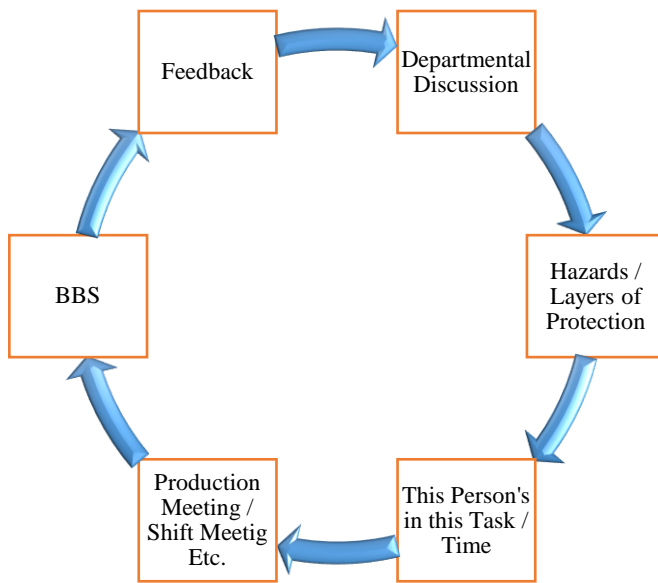 Feedback
Departmental
Discussion
Hazards /
Layers of
Protection
This Person's
in this Task /
Time
Production
Meeting /
Shift Meetig
Etc.
BBS